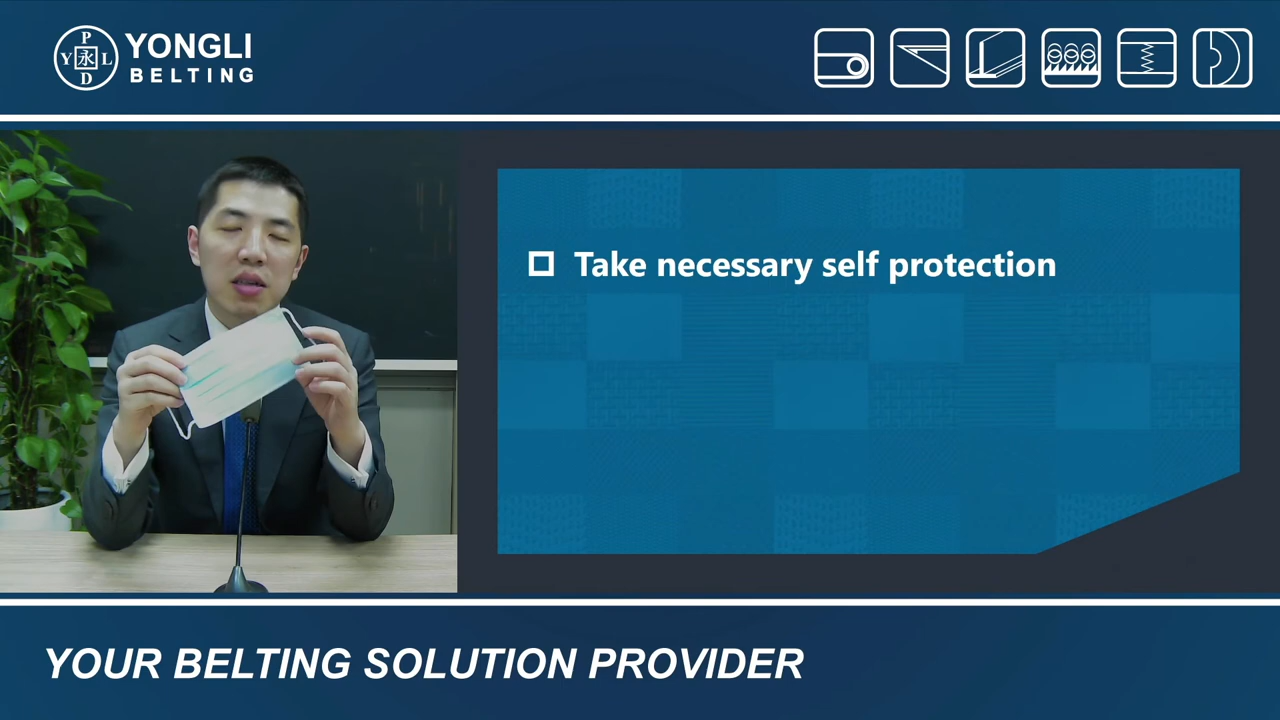 P
Y 永 L
D
YONGLI
BELTING
Take necessary self protection
YOUR BELTING SOLUTION PROVIDER